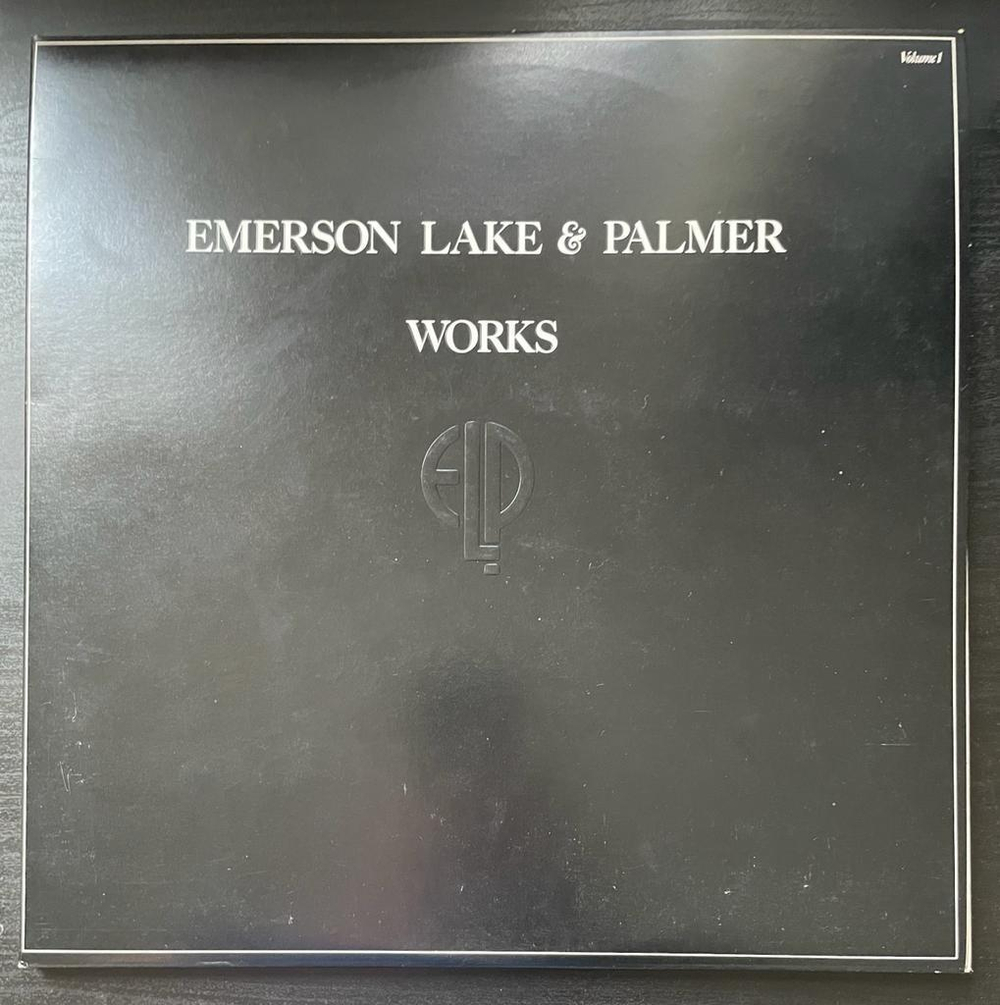 Volume 1
EMERSON LAKE & PALMER
WORKS
ELP